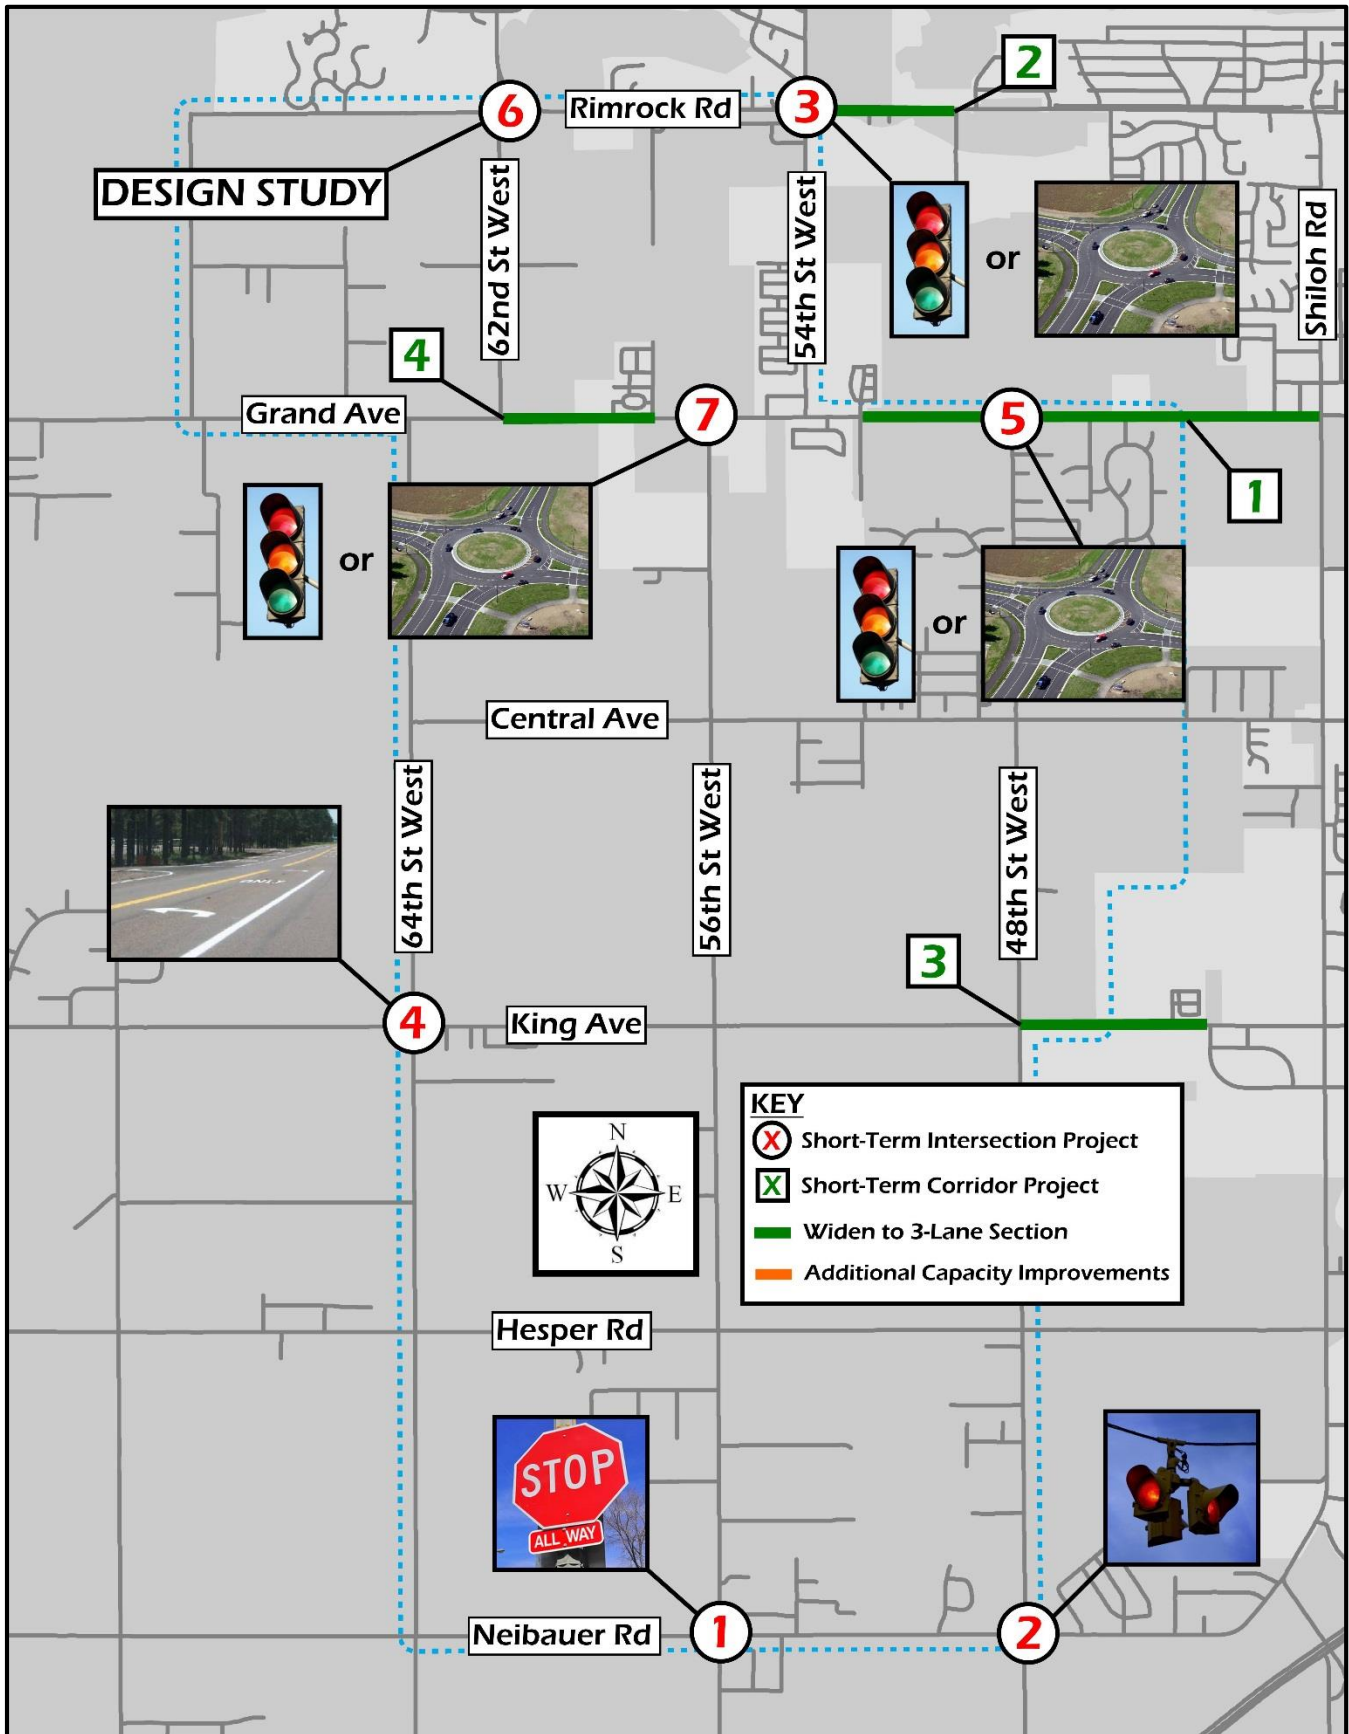 2
6
Rimrock Rd
3
DESIGN STUDY
62nd St West
54th St West
or
Shiloh Rd
4
Grand Ave
7
5
1
or
or
Central Ave
64th St West
56th St West
48th St West
ONLY
3
4
King Ave
KEY
X Short-Term Intersection Project
X Short-Term Corridor Project
Widen to 3-Lane Section
Additional Capacity Improvements
N
W E
S
Hesper Rd
STOP
ALL WAY
Neibauer Rd
1
2